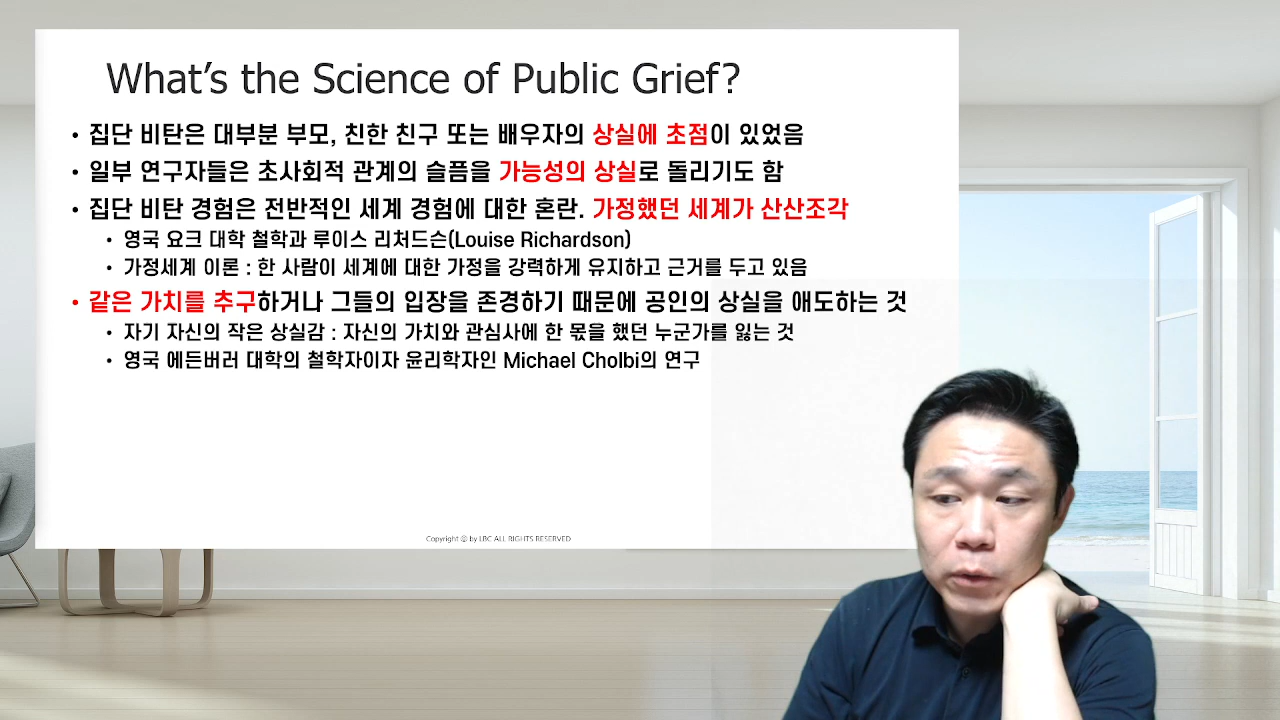 What's the Science of Public Grief?
• 집단 비탄은 대부분 부모, 친한 친구 또는 배우자의 상실에 초점이 있었음
• 일부 연구자들은 초사회적 관계의 슬픔을 가능성의 상실로 돌리기도 함
• 집단 비탄 경험은 전반적인 세계 경험에 대한 혼란. 가정했던 세계가 산산조각
• 영국 요크 대학 철학과 루이스 리처드슨(Louise Richardson)
• 가정세계 이론 : 한 사람이 세계에 대한 가정을 강력하게 유지하고 근거를 두고 있음
• 같은 가치를 추구하거나 그들의 입장을 존경하기 때문에 공인의 상실을 애도하는 것
• 자기 자신의 작은 상실감 : 자신의 가치와 관심사에 한 몫을 했던 누군가를 잃는 것
• 영국 에든버러 대학의 철학자이자 윤리학자인 Michael Cholbi의 연구
Copyright ⓒ by LBC ALL RIGHTS RESERVED